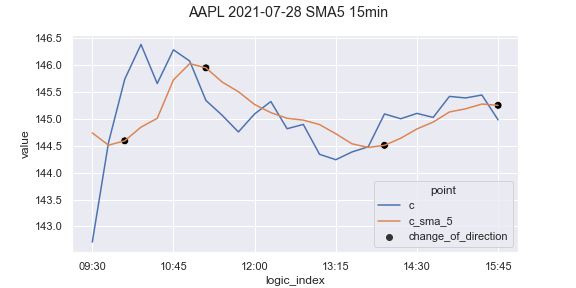 AAPL 2021-07-28 SMA5 15min
146.5
146.0
145.5
145.0
144.5
144.0
143.5
143.0
value
09:30 10:45 12:00 13:15 14:30 15:45
logic_index
point
c
c_sma_5
change_of_direction